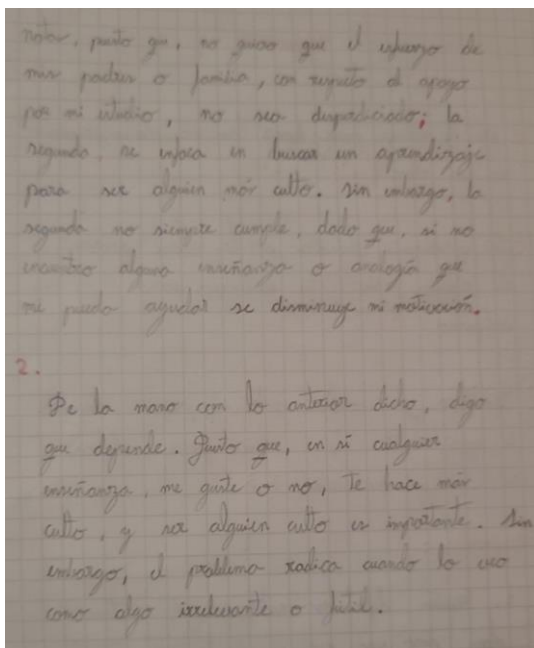 notas, puesto que, no quiero que el esfuerzo de
mis padres o familia, con respecto al apoyo
por mi estudio, no sea desperdiciado; la
segunda, se enfoca en buscar un aprendizaje
para ser alguien más culto. Sin embargo, la
segunda no siempre cumple, dado que, si no
encuentro alguna enseñanza o analogía que
me pueda ayudar se disminuye mi motivación.
2.
De la mano con lo anterior dicho, digo
que depende. Puesto que, en sí cualquier
enseñanza, me guste o no, te hace más
culto, y ser alguien culto es importante. Sin
embargo, el problema radica cuando lo veo
como algo irrelevante o fútil.